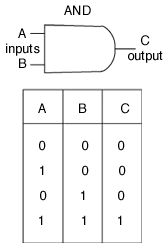 AND
A
inputs
B
C
output
A B C
0 0 0
1 0 0
0 1 0
1 1 1